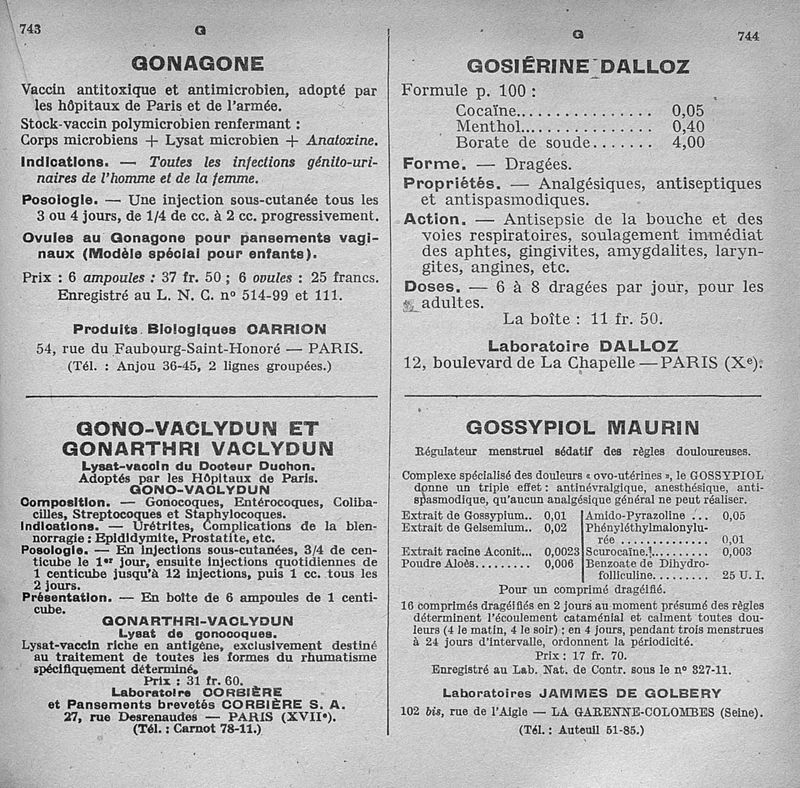 743
G
GONAGONE
Vaccin antitoxique et antimicrobien, adopté par
les hôpitaux de Paris et de l'armée.
Stock-vaccin polymicrobien renfermant :
Corps microbiens + Lysat microbien + Anatoxine.
Indications. — Toutes les infections génito-uri-
naires de l'homme et de la femme.
Posologie. — Une injection sous-cutanée tous les
3 ou 4 jours, de 1/4 de cc. à 2 cc. progressivement.
Ovules au Gonagone pour pansements vagi-
naux (Modèle spécial pour enfants).
Prix : 6 ampoules : 37 fr. 50 ; 6 ovules : 25 francs.
Enregistré au L. N. C. n° 514-99 et 111.
Produits Biologiques CARRION
54, rue du Faubourg-Saint-Honoré — PARIS.
(Tél. : Anjou 36-45, 2 lignes groupées.)
GONO-VACLYDUN ET
GONARTHRI VACLYDUN
Lysat-vaccin du Docteur Duchon.
Adoptés par les Hôpitaux de Paris.
GONO-VACLYDUN
Composition. — Gonocoques, Entérocoques, Coliba-
cilles, Streptocoques et Staphylocoques.
Indications. — Urétrites, Complications de la blen-
norragie : Epididymite, Prostatite, etc.
Posologie. — En injections sous-cutanées, 3/4 de cen-
ticube le 1er jour, ensuite injections quotidiennes de
1 centicube jusqu'à 12 injections, puis 1 cc. tous les
2 jours.
Présentation. — En boîte de 6 ampoules de 1 centi-
cube.
GONARTHRI-VACLYDUN
Lysat de gonocoques.
Lysat-vaccin riche en antigène, exclusivement destiné
au traitement de toutes les formes du rhumatisme
spécifiquement déterminé.
Prix : 31 fr. 60.
Laboratoire CORBIÈRE
et Pansements brevetés CORBIÈRE S. A.
27, rue Desrenaudes — PARIS (XVIIe).
(Tél. : Carnot 78-11.)
G
744
GOSIÉRINE DALLOZ
Formule p. 100 :
Cocaïne................ 0,05
Menthol................ 0,40
Borate de soude....... 4,00
Forme. — Dragées.
Propriétés. — Analgésiques, antiseptiques
et antispasmodiques.
Action. — Antisepsie de la bouche et des
voies respiratoires, soulagement immédiat
des aphtes, gingivites, amygdalites, laryn-
gites, angines, etc.
Doses. — 6 à 8 dragées par jour, pour les
adultes.
La boîte : 11 fr. 50.
Laboratoire DALLOZ
12, boulevard de La Chapelle — PARIS (Xe).
GOSSYPIOL MAURIN
Régulateur menstruel sédatif des règles douloureuses.
Complexe spécialisé des douleurs « ovo-utérines », le GOSSYPIOL
donne un triple effet : antinévralgique, anesthésique, anti-
spasmodique, qu'aucun analgésique général ne peut réaliser.
Extrait de Gossypium.. 0,01
Extrait de Gelsemium.. 0,02
Extrait racine Aconit... 0,0023
Poudre Aloès......... 0,006
Amido-Pyrazoline ... 0,05
Phényléthylmalonylu-
rée .............. 0,01
Scurocaïne........... 0,003
Benzoate de Dihydro-
folliculine......... 25 U. I.
Pour un comprimé dragéifié.
16 comprimés dragéifiés en 2 jours au moment présumé des règles
déterminent l'écoulement cataménial et calment toutes dou-
leurs (4 le matin, 4 le soir) ; en 4 jours, pendant trois menstrues
à 24 jours d'intervalle, ordonnent la périodicité.
Prix : 17 fr. 70.
Enregistré au Lab. Nat. de Contr. sous le n° 327-11.
Laboratoires JAMMES DE GOLBERY
102 bis, rue de l'Aigle — LA GARENNE-COLOMBES (Seine).
(Tél. : Auteuil 51-85.)